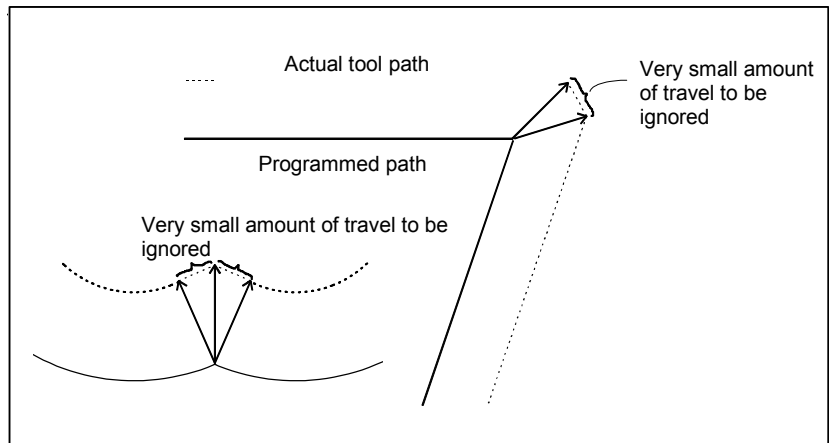 Actual tool path
Very small amount
of travel to be
ignored
Programmed path
Very small amount of travel to be
ignored